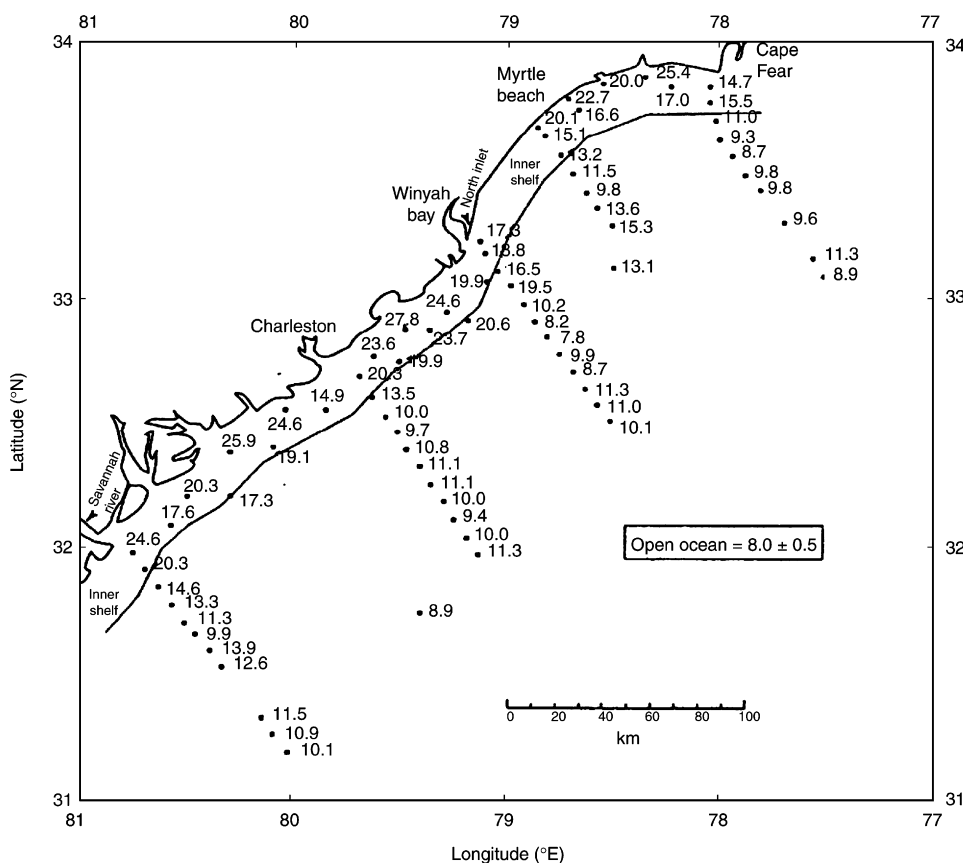 81 80 79 78 77
34 34
Cape
Fear
Myrtle
beach
20.0 25.4 14.7
22.7 17.0 15.5
20.1 16.6 11.0
15.1 9.3
13.2 8.7
Inner
shelf
11.5 9.8
9.8 9.8
North inlet
Winyah
bay
13.6
15.3 9.6
17.3
18.8 11.3
16.5 13.1 8.9
33 33
19.9 19.5
24.6 10.2
27.8 20.6 8.2
Charleston
23.6 23.7 7.8
19.9 9.9
20.3 8.7
13.5 11.3
14.9 10.0 11.0
24.6 9.7 10.1
25.9 10.8
19.1 11.1
Savannah
river
20.3 17.3 11.1
17.6 10.0
9.4
32 32
24.6 10.0
Open ocean = 8.0 ± 0.5
20.3 11.3
14.6
Inner
shelf
13.3
11.3 8.9
9.9
13.9
12.6
11.5
10.9
10.1
0 20 40 60 80 100
km
31 31
81 80 79 78 77
Latitude (°N)
Longitude (°E)